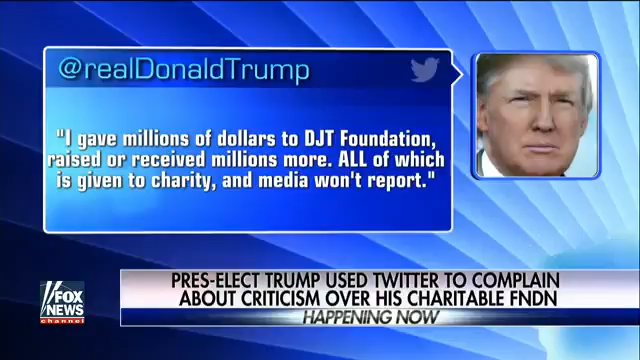 @realDonaldTrump
"I gave millions of dollars to DJT Foundation,
raised or received millions more. ALL of which
is given to charity, and media won't report."
PRES-ELECT TRUMP USED TWITTER TO COMPLAIN
ABOUT CRITICISM OVER HIS CHARITABLE FNDN
HAPPENING NOW
FOX
NEWS
channel